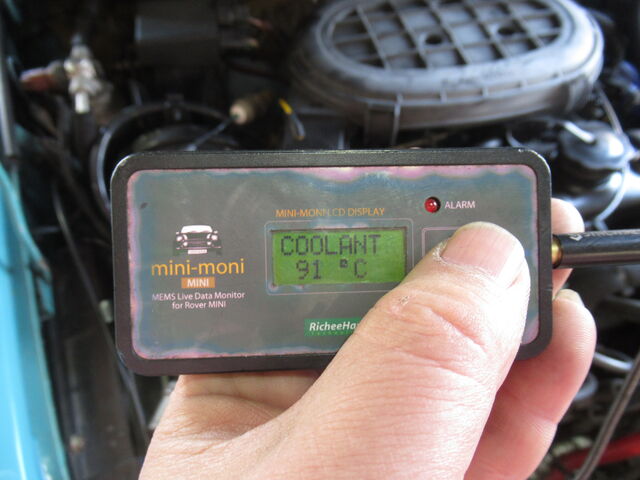 MINI-MONI LCD DISPLAY
ALARM
COOLANT
91 °C
mini-moni
MINI
MEMS Live Data Monitor
for Rover MINI